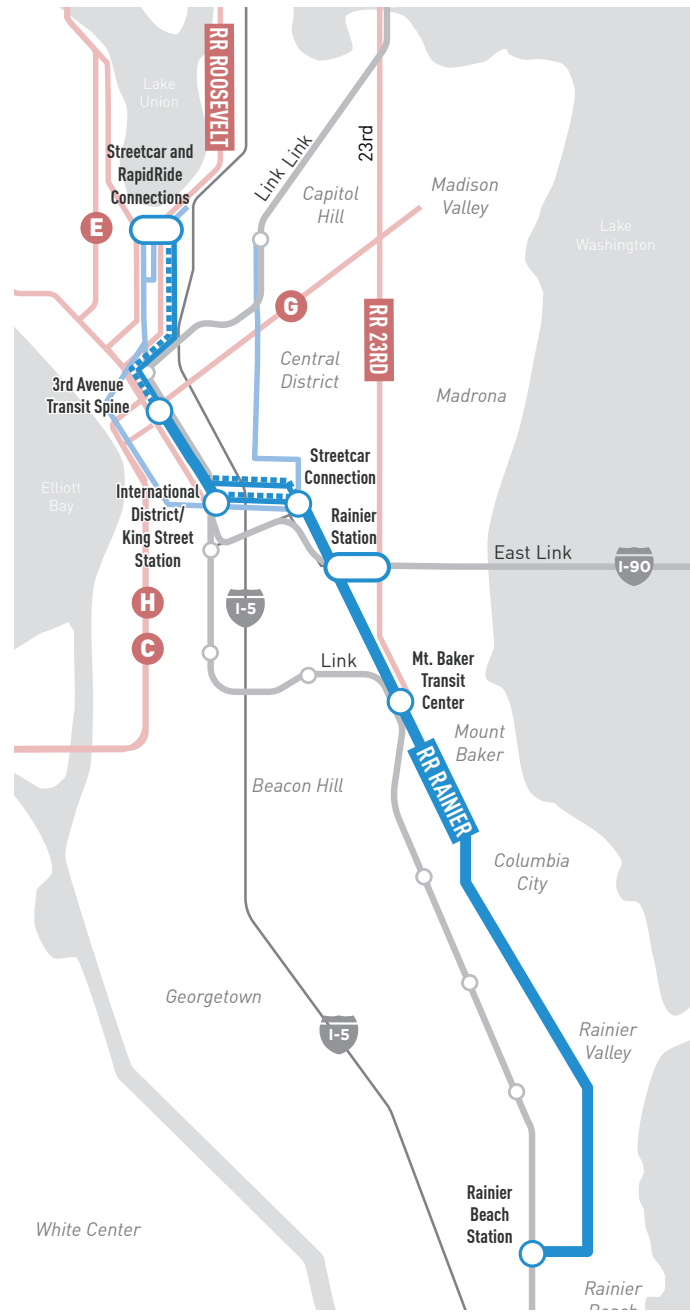 RR ROOSEVELT
Lake
Union
Streetcar and
RapidRide
Connections
Link Link
23rd
Capitol
Hill
Madison
Valley
Lake
Washington
E
G
RR 23RD
Central
District
Madrona
3rd Avenue
Transit Spine
Streetcar
Connection
Elliott
Bay
International
District/
King Street
Station
Rainier
Station
East Link
I-90
H
I-5
C
Link
Mt. Baker
Transit
Center
Mount
Baker
RR RAINIER
Beacon Hill
Columbia
City
Georgetown
I-5
Rainier
Valley
Rainier
Beach
Station
White Center
Rainier
Beach